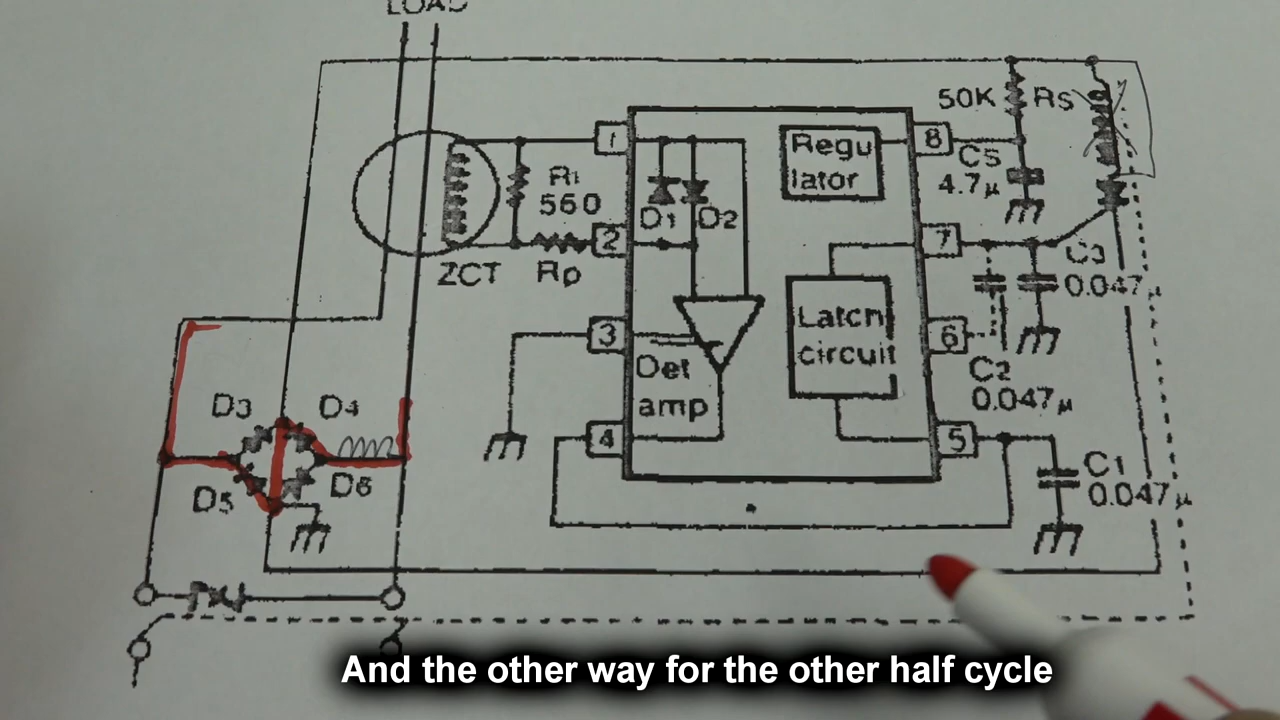 LOAD
50K Rs
1
Regu
lator
8
C5
4.7μ
R1
560
D1 D2
2
7
C3
0.047μ
ZCT
Rp
3
Latch
circuit
6
Det
amp
C2
0.047μ
D3 D4
4
5
C1
0.047μ
D5
D6
And the other way for the other half cycle